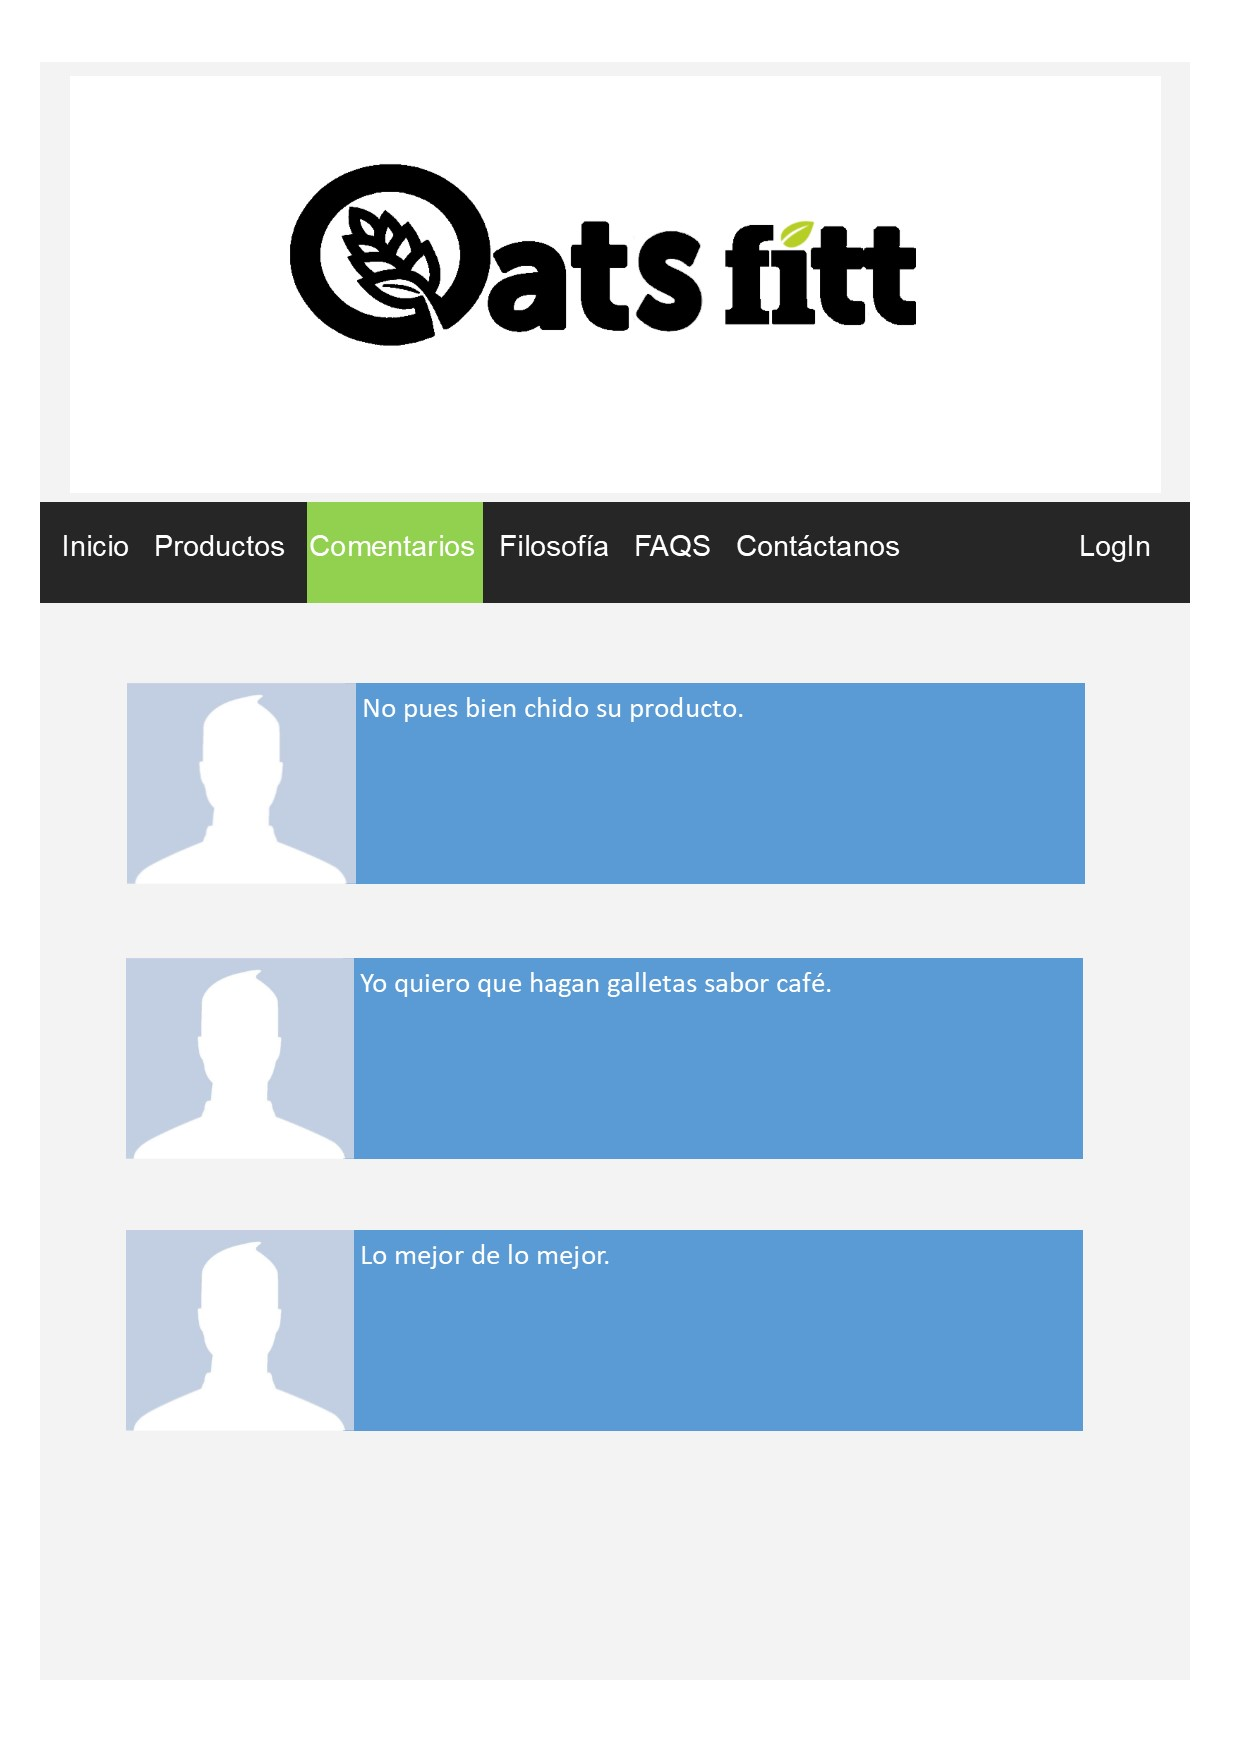 Oats fitt
Inicio Productos Comentarios Filosofía FAQS Contáctanos LogIn
No pues bien chido su producto.
Yo quiero que hagan galletas sabor café.
Lo mejor de lo mejor.